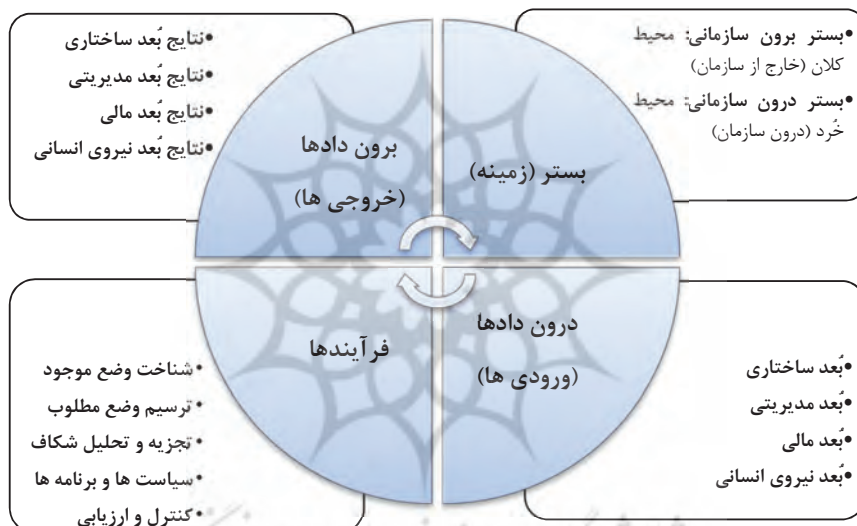 •بستر برون سازمانی: محیط
کلان (خارج از سازمان)
•بستر درون سازمانی: محیط
خُرد (درون سازمان)
بستر (زمینه)
•نتایج بُعد ساختاری
•نتایج بُعد مدیریتی
•نتایج بُعد مالی
•نتایج بُعد نیروی انسانی
برون دادها
(خروجی ها)
درون دادها
(ورودی ها)
•بُعد ساختاری
•بُعد مدیریتی
•بُعد مالی
•بُعد نیروی انسانی
فرآیندها
•شناخت وضع موجود
•ترسیم وضع مطلوب
•تجزیه و تحلیل شکاف
•سیاست ها و برنامه ها
•کنترل و ارزیابی